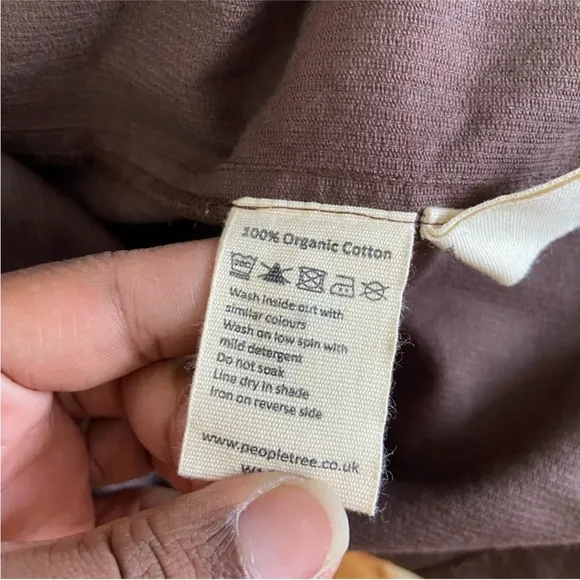 100% Organic Cotton
30C
Wash inside out with
similar colours
Wash on low spin with
mild detergent
Do not soak
Line dry in shade
Iron on reverse side
www.peopletree.co.uk